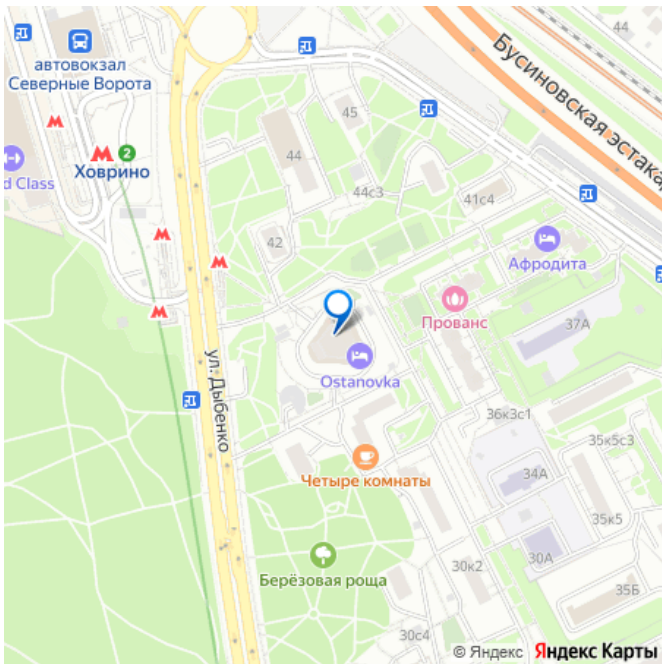 44
автовокзал
Северные Ворота
Бусиновская эстака
45
2
Ховрино
44
d Class
44с3
41с4
42
Афродита
Прованс
37А
ул. Дыбенко
Ostanovka
36к3с1
35к5с3
Четыре комнаты
34А
35к5
Берёзовая роща
30к2
30А
35Б
30с4
© Яндекс Яндекс Карты